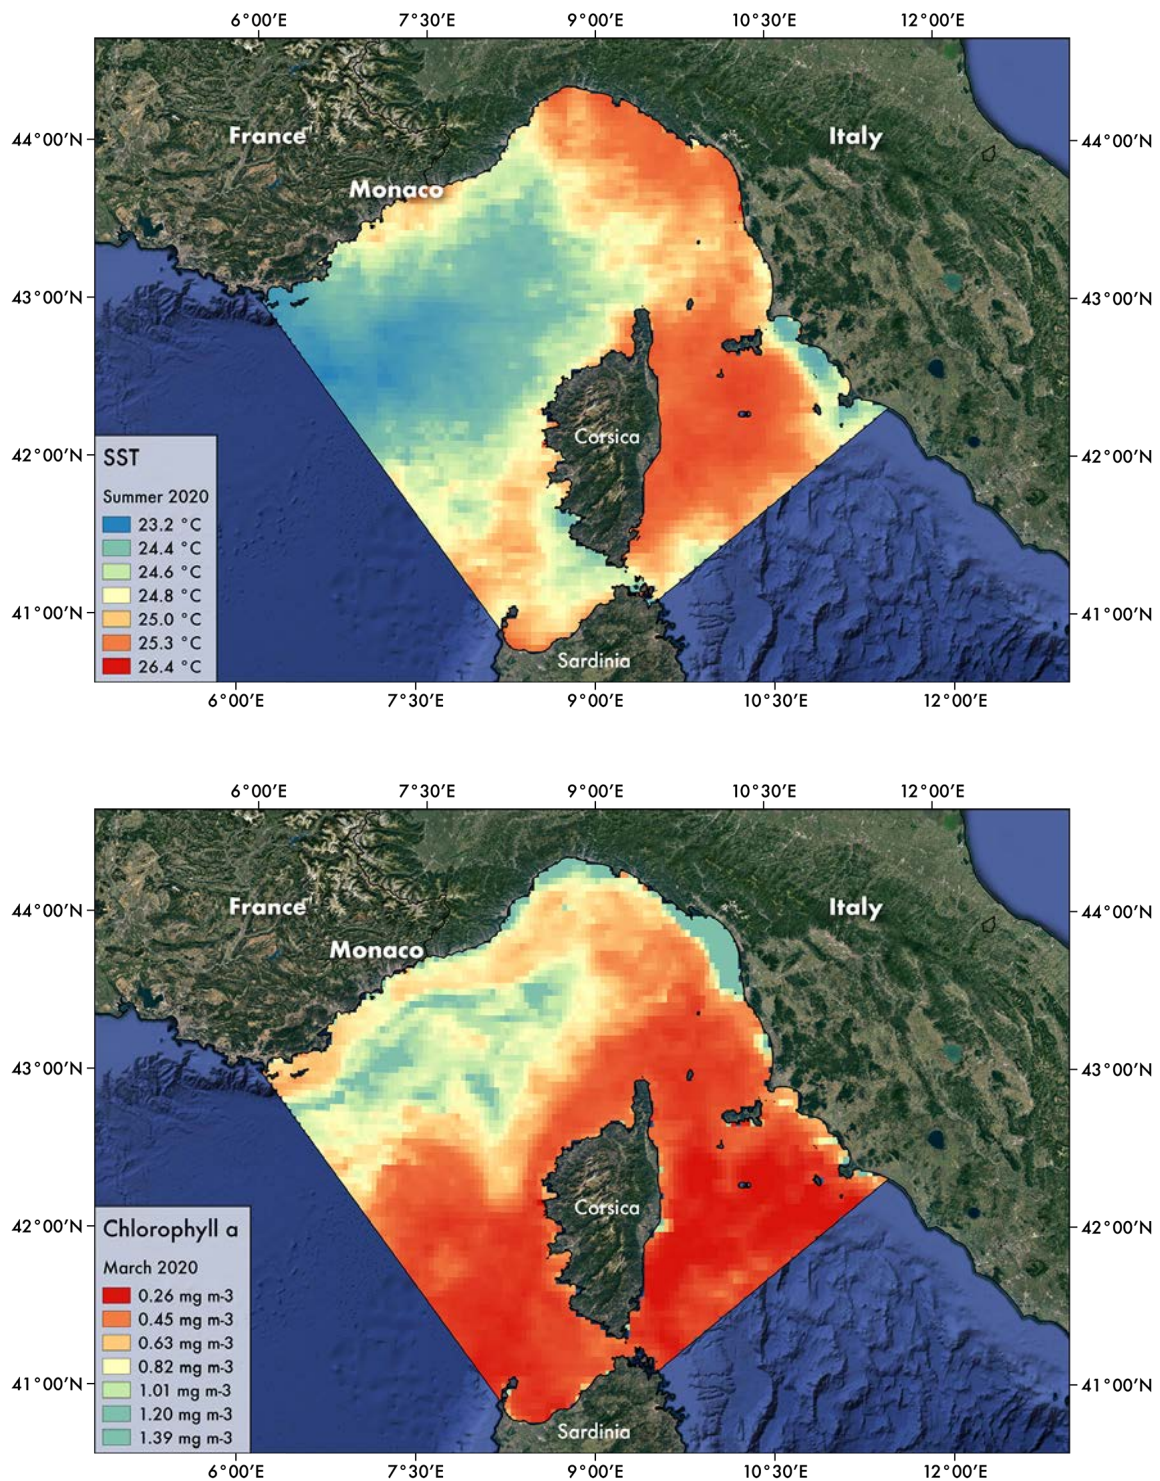 6°00′E 7°30′E 9°00′E 10°30′E 12°00′E
44°00′N France Italy 44°00′N
Monaco
43°00′N 43°00′N
Corsica
42°00′N 42°00′N
SST
Summer 2020
23.2 °C
24.4 °C
24.6 °C
24.8 °C
25.0 °C
25.3 °C
26.4 °C
41°00′N 41°00′N
Sardinia
6°00′E 7°30′E 9°00′E 10°30′E 12°00′E
6°00′E 7°30′E 9°00′E 10°30′E 12°00′E
44°00′N France Italy 44°00′N
Monaco
43°00′N 43°00′N
Corsica
42°00′N 42°00′N
Chlorophyll a
March 2020
0.26 mg m-3
0.45 mg m-3
0.63 mg m-3
0.82 mg m-3
1.01 mg m-3
1.20 mg m-3
1.39 mg m-3
41°00′N 41°00′N
Sardinia
6°00′E 7°30′E 9°00′E 10°30′E 12°00′E